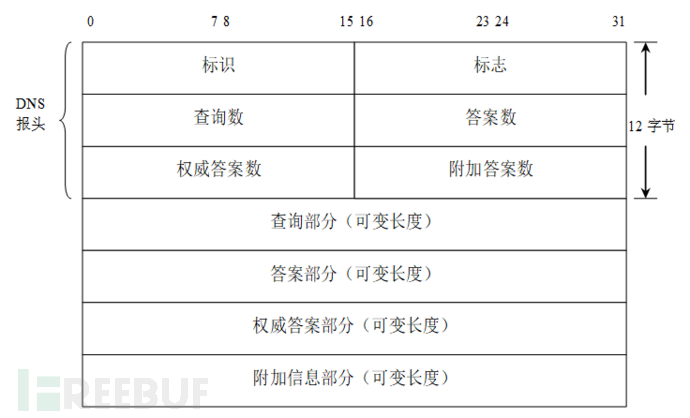 0 7 8 15 16 23 24 31
标识 标志
DNS
报头
查询数 答案数
12 字节
权威答案数 附加答案数
查询部分（可变长度）
答案部分（可变长度）
权威答案部分（可变长度）
附加信息部分（可变长度）
FREEBUF